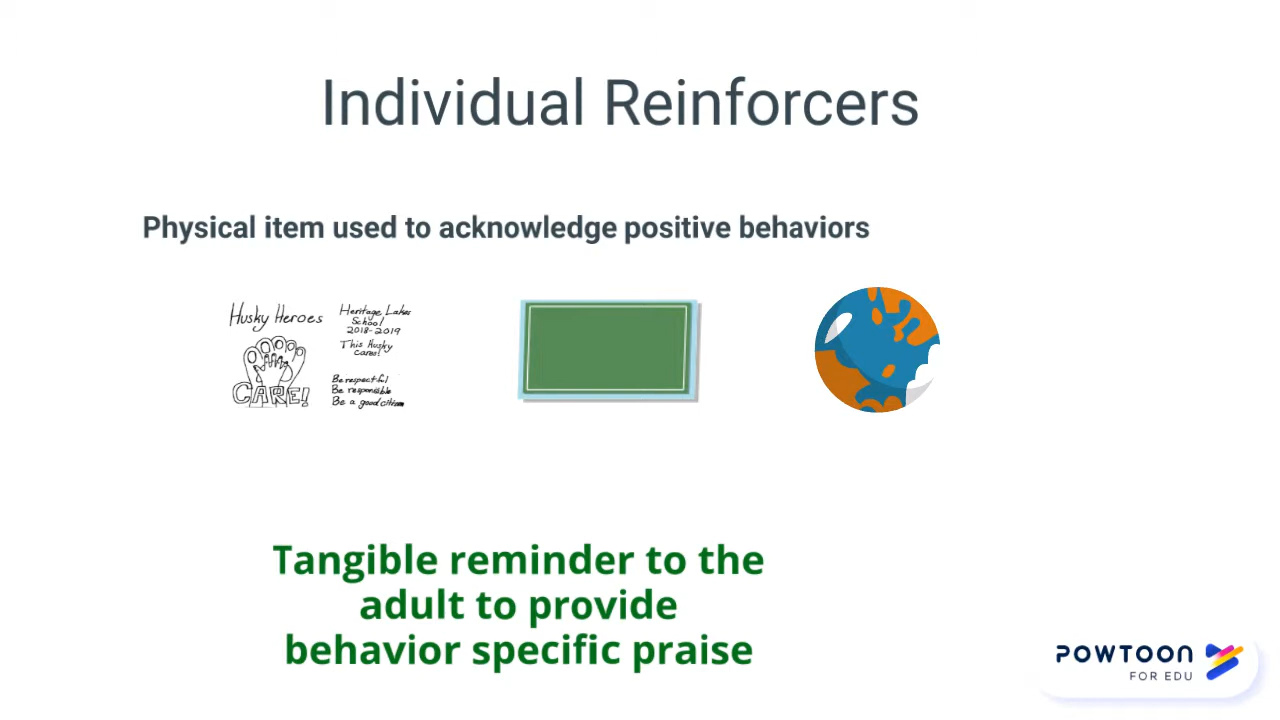 Individual Reinforcers
Physical item used to acknowledge positive behaviors
Husky Heroes
CARE!
Heritage Lakes
School
2018-2019
This Husky
Cares!
Be respectful
Be responsible
Be a good citizen
Tangible reminder to the
adult to provide
behavior specific praise
POWTOON
FOR EDU